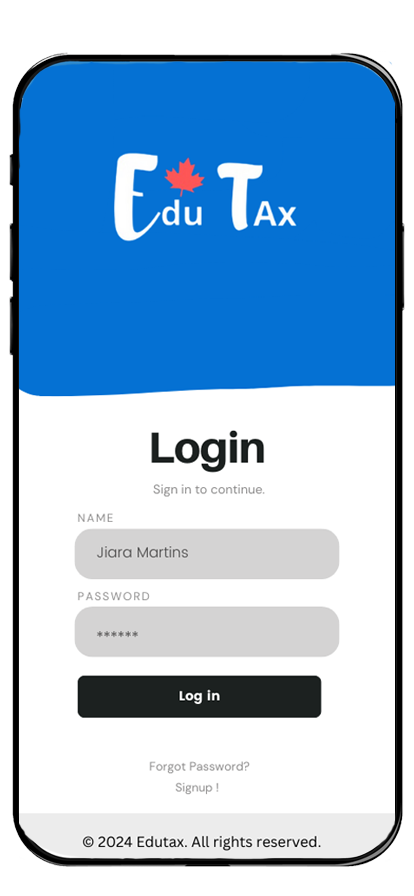 Edu TAx
Login
Sign in to continue.
NAME
Jiara Martins
PASSWORD
******
Log in
Forgot Password?
Signup !
© 2024 Edutax. All rights reserved.